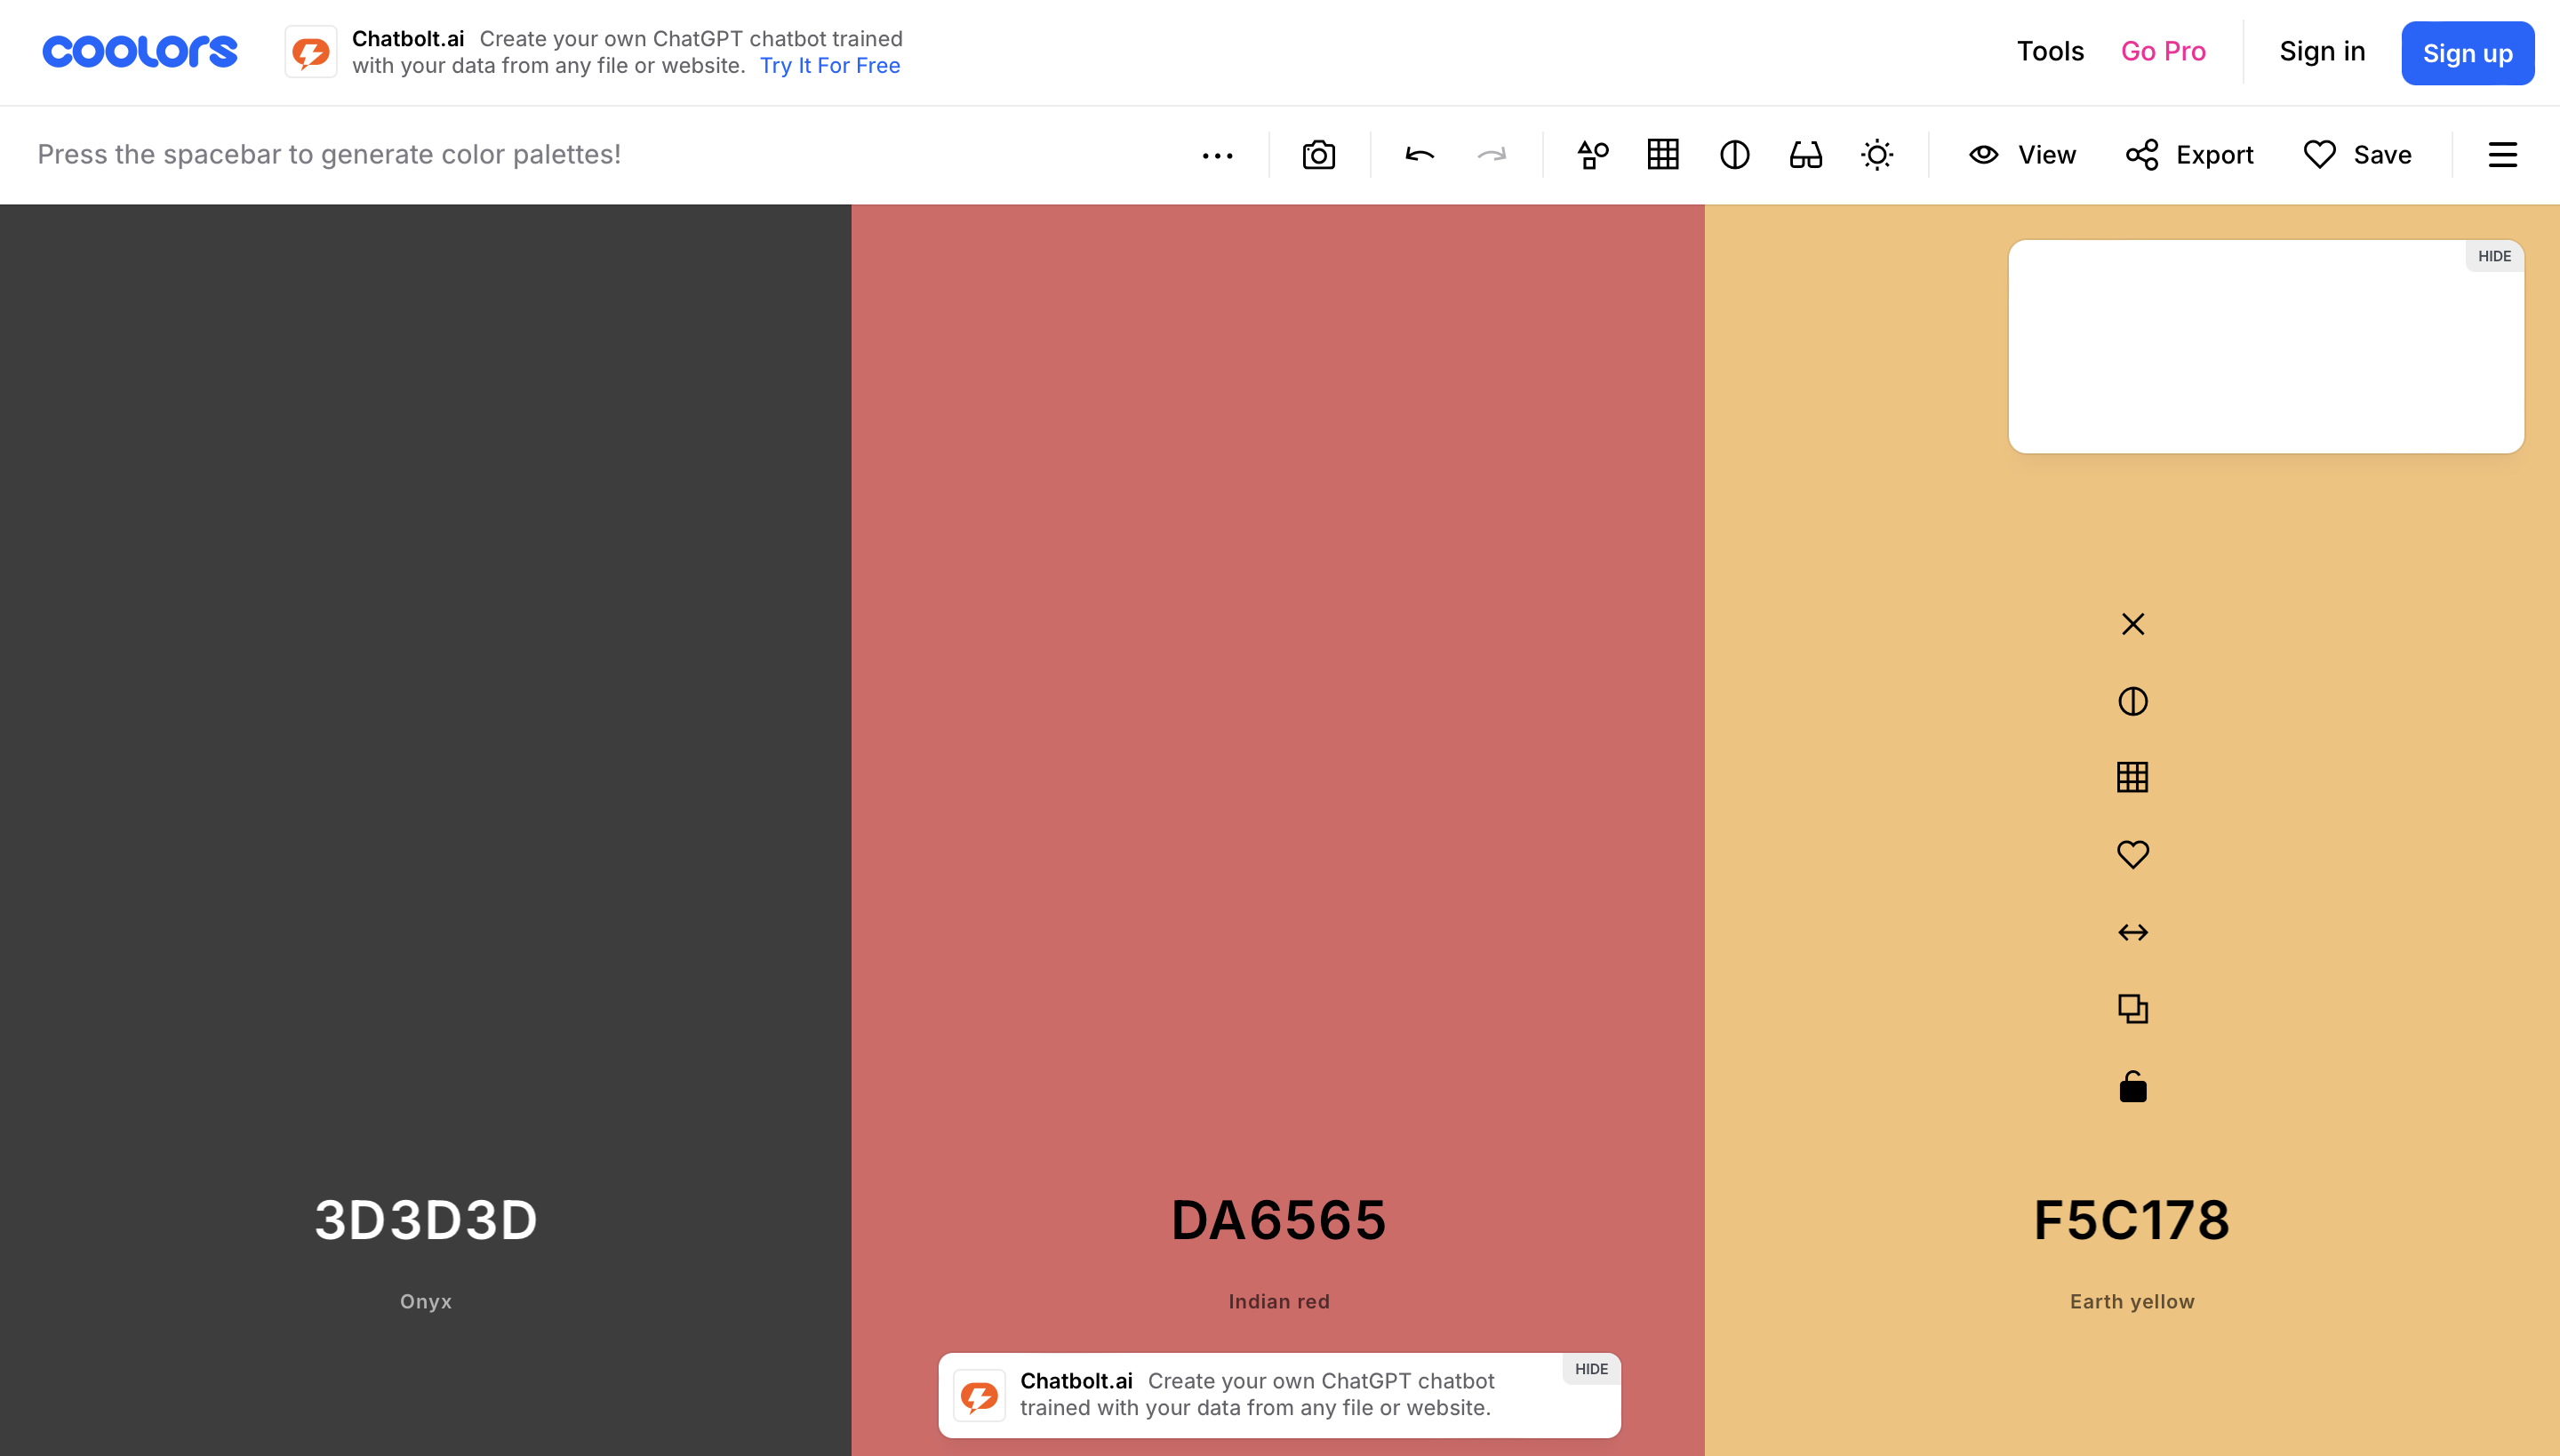 coolors
Chatbolt.ai Create your own ChatGPT chatbot trained
with your data from any file or website. Try It For Free
Tools Go Pro Sign in Sign up
Press the spacebar to generate color palettes!
View Export Save
HIDE
3D3D3D DA6565 F5C178
Onyx Indian red Earth yellow
Chatbolt.ai Create your own ChatGPT chatbot HIDE
trained with your data from any file or website.